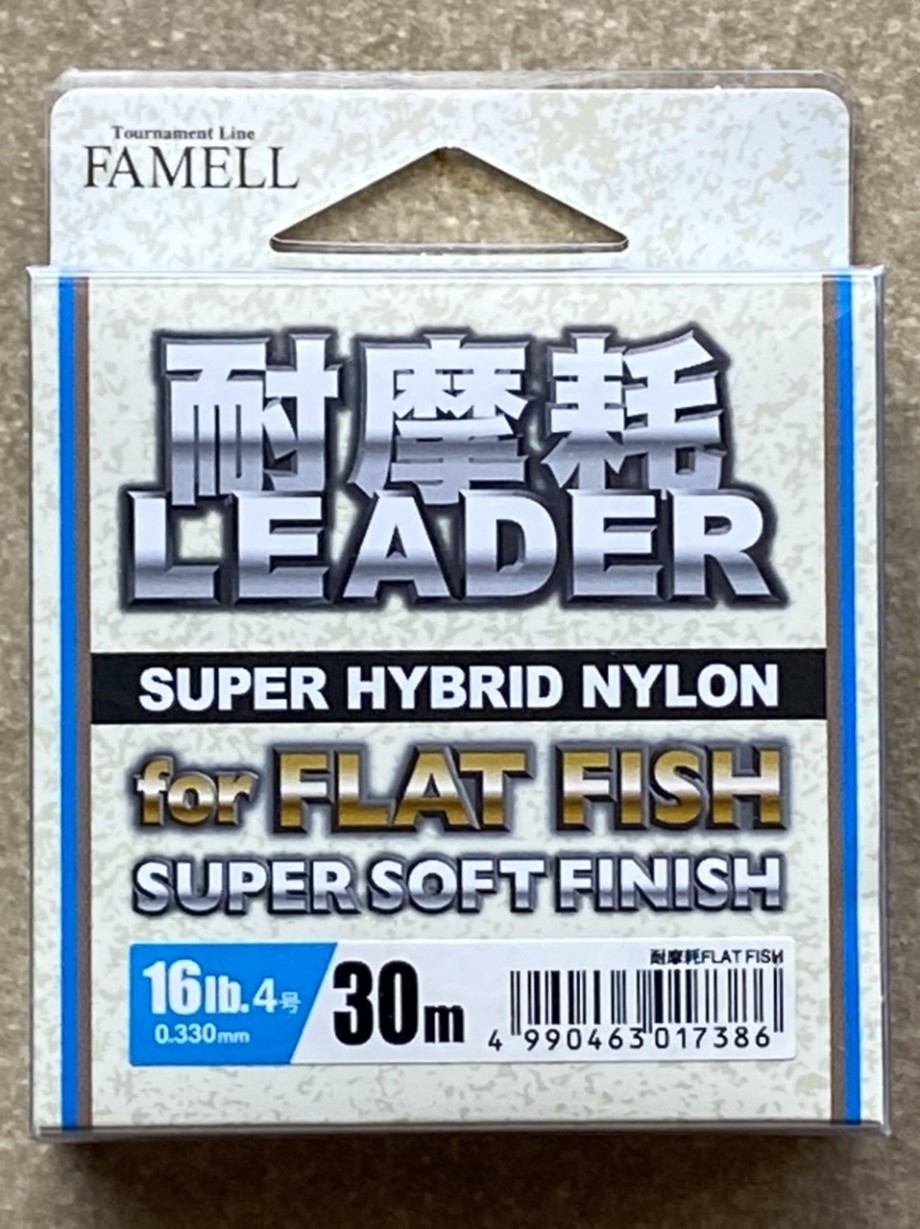 Tournament Line
FAMELL
耐摩耗
LEADER
SUPER HYBRID NYLON
for FLAT FISH
SUPER SOFT FINISH
16lb.4号
0.330mm
30m
耐摩耗FLAT FISH
4 990463 017386